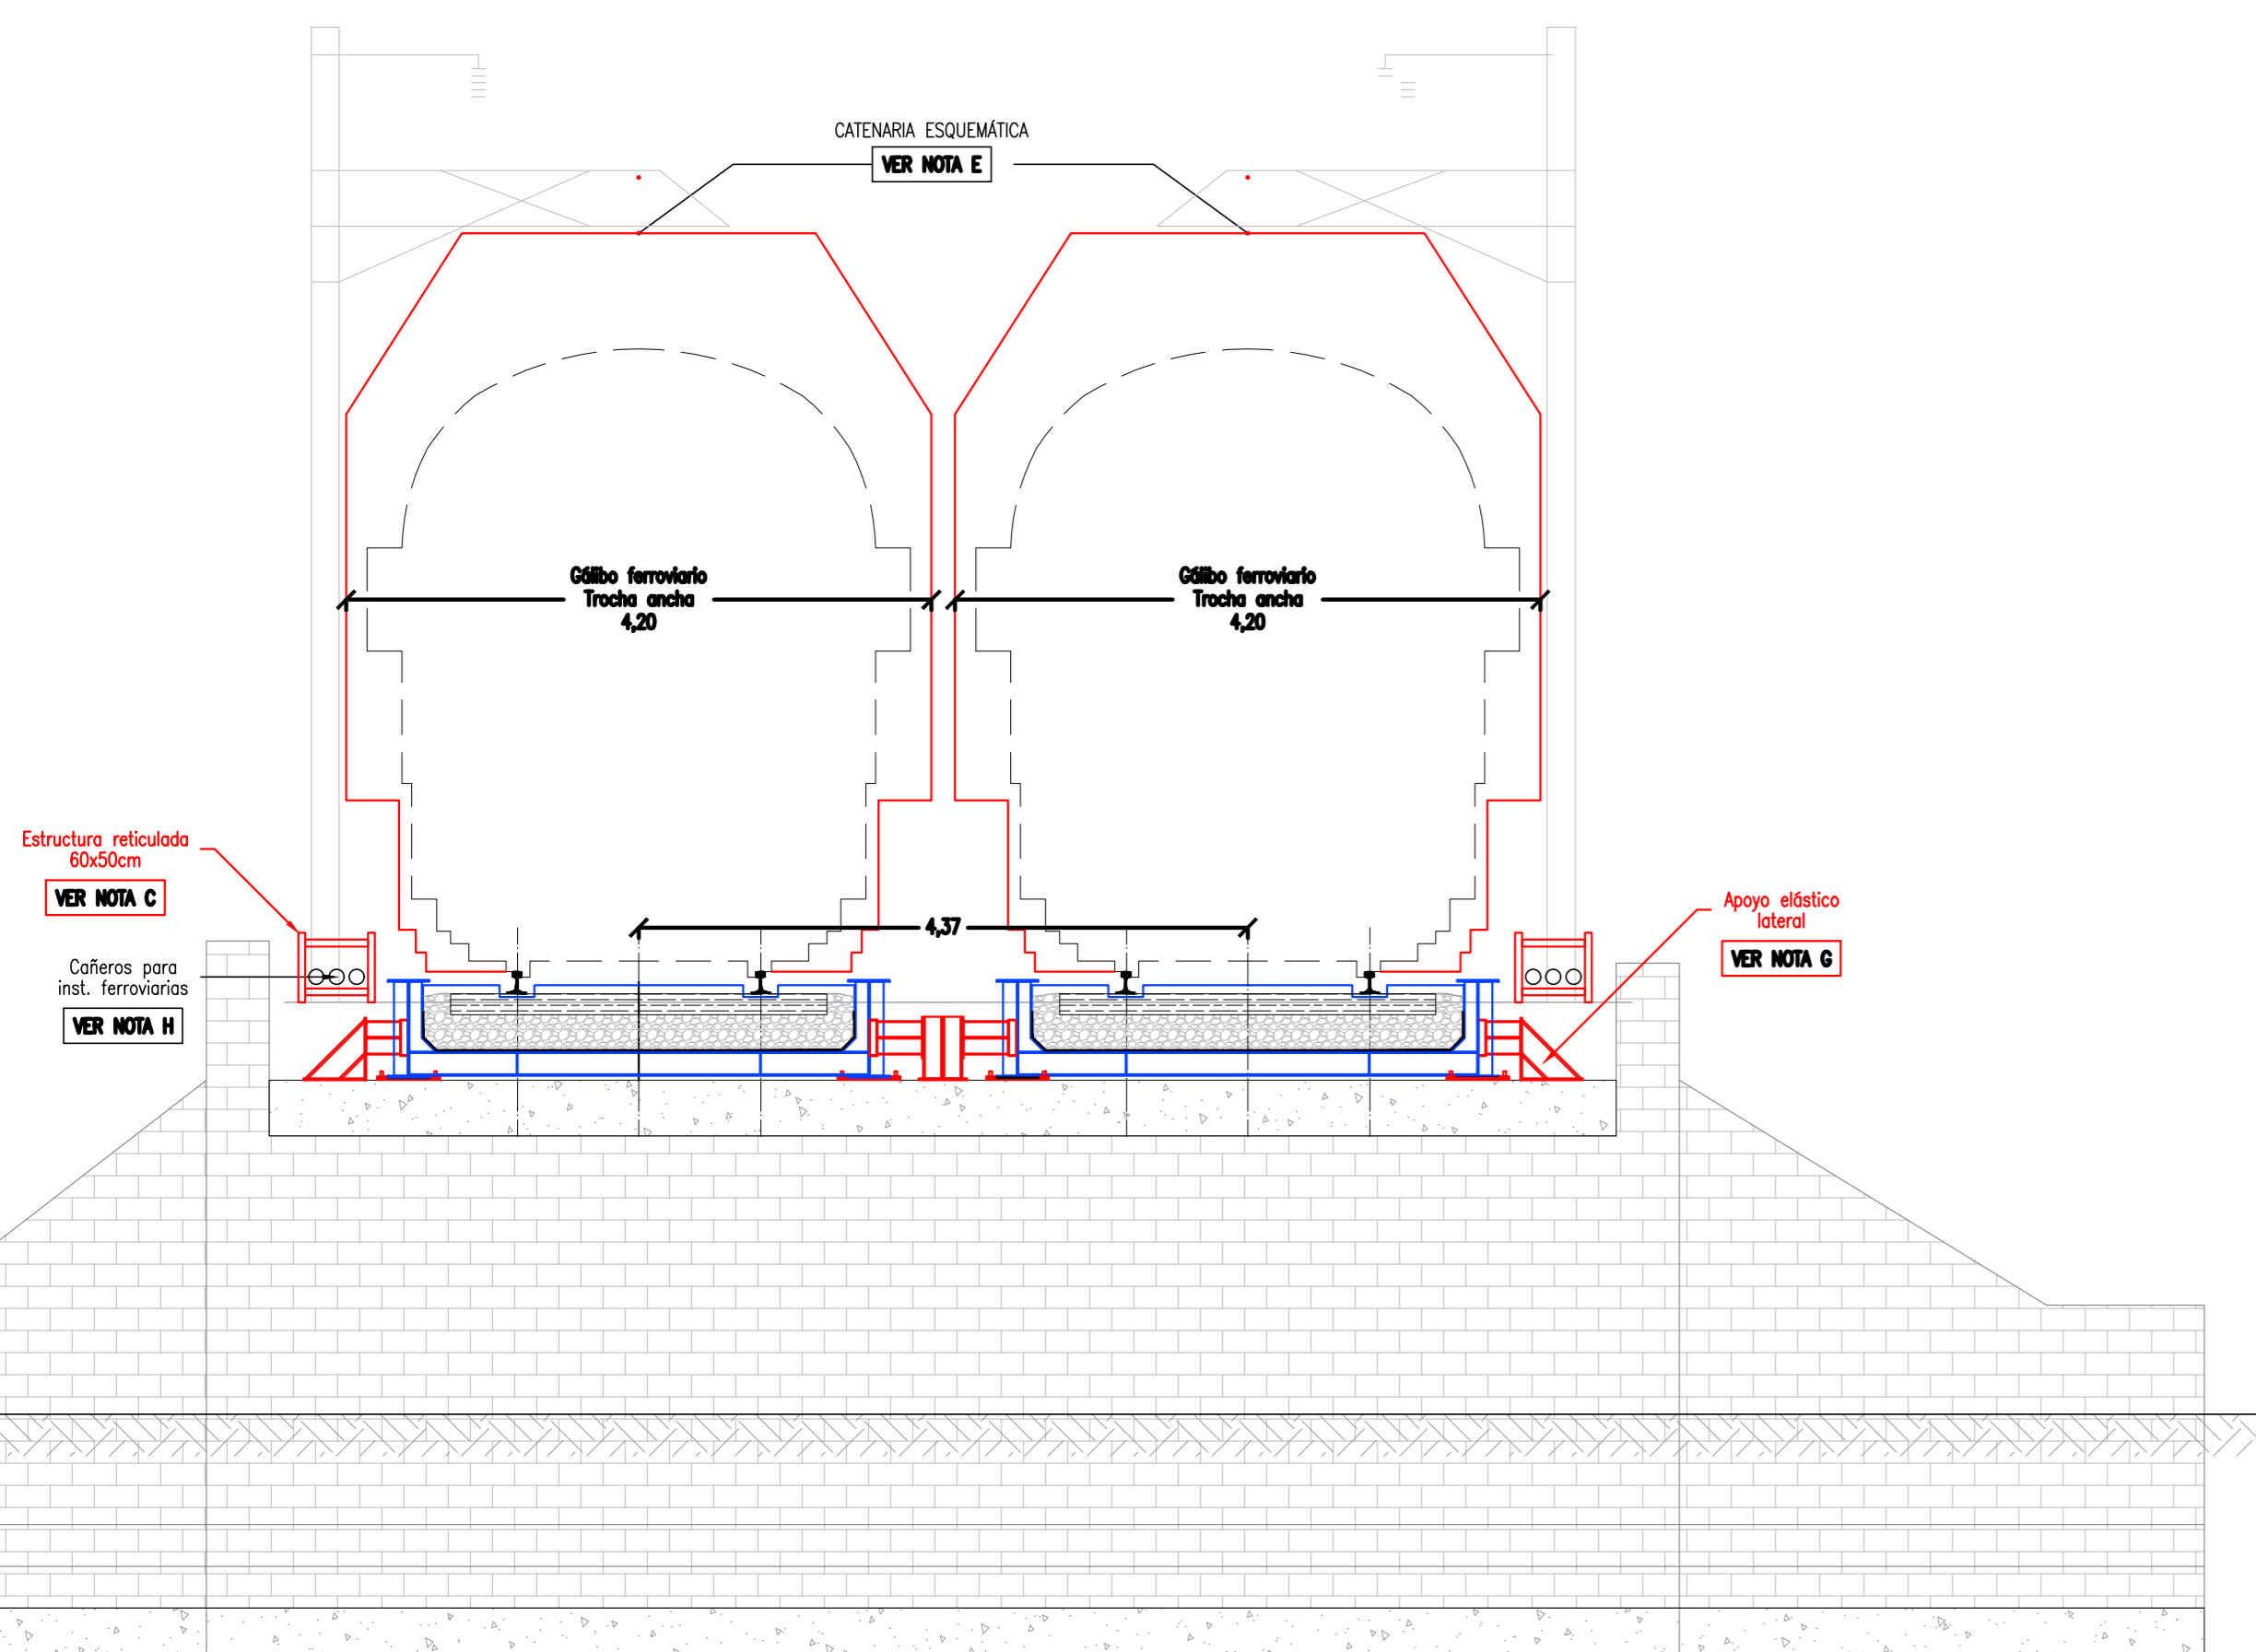 CATENARIA ESQUEMÁTICA
VER NOTA E
Gálibo ferroviario
Trocha ancha
4,20
Gálibo ferroviario
Trocha ancha
4,20
Estructura reticulada
60x50cm
VER NOTA C
4,37
Apoyo elástico
lateral
VER NOTA G
Cañeros para
inst. ferroviarias
VER NOTA H